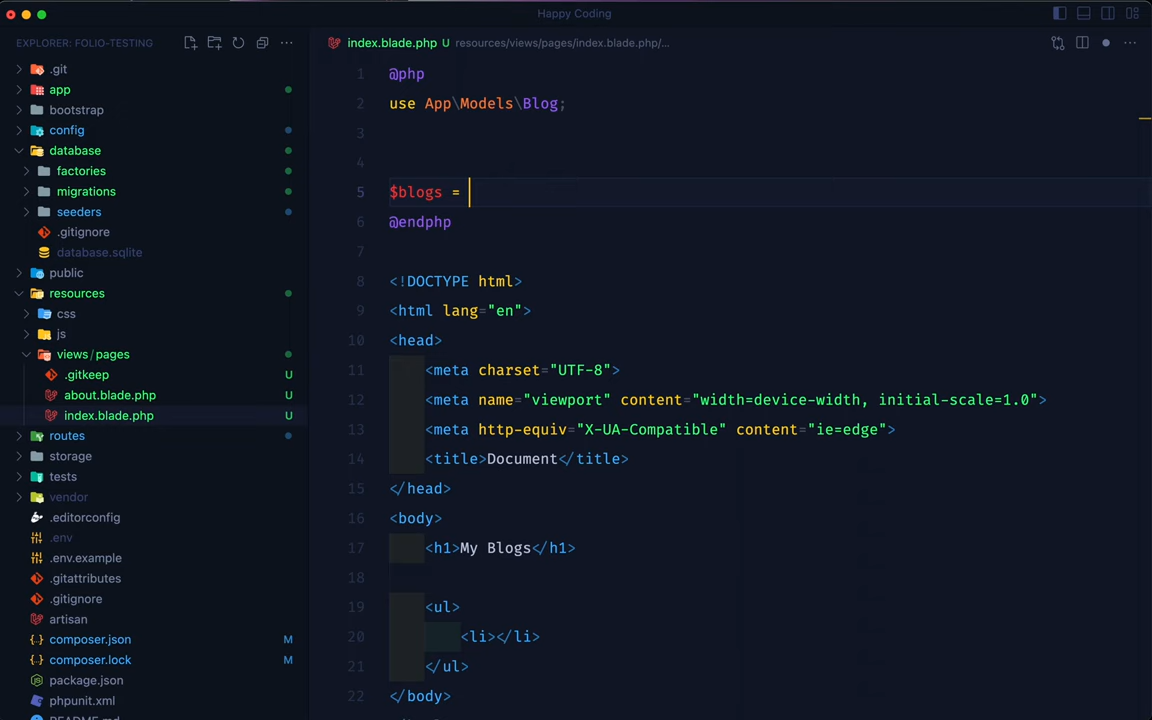 Happy Coding
EXPLORER: FOLIO-TESTING
.git
app
bootstrap
config
database
factories
migrations
seeders
.gitignore
database.sqlite
public
resources
css
js
views/pages
.gitkeep U
about.blade.php U
index.blade.php U
routes
storage
tests
vendor
.editorconfig
.env
.env.example
.gitattributes
.gitignore
artisan
composer.json M
composer.lock M
package.json
phpunit.xml
README.md
index.blade.php U resources/views/pages/index.blade.php/...
1 @php
2 use App\Models\Blog;
3
4
5 $blogs =
6 @endphp
7
8 <!DOCTYPE html>
9 <html lang="en">
10 <head>
11 <meta charset="UTF-8">
12 <meta name="viewport" content="width=device-width, initial-scale=1.0">
13 <meta http-equiv="X-UA-Compatible" content="ie=edge">
14 <title>Document</title>
15 </head>
16 <body>
17 <h1>My Blogs</h1>
18
19 <ul>
20 <li></li>
21 </ul>
22 </body>